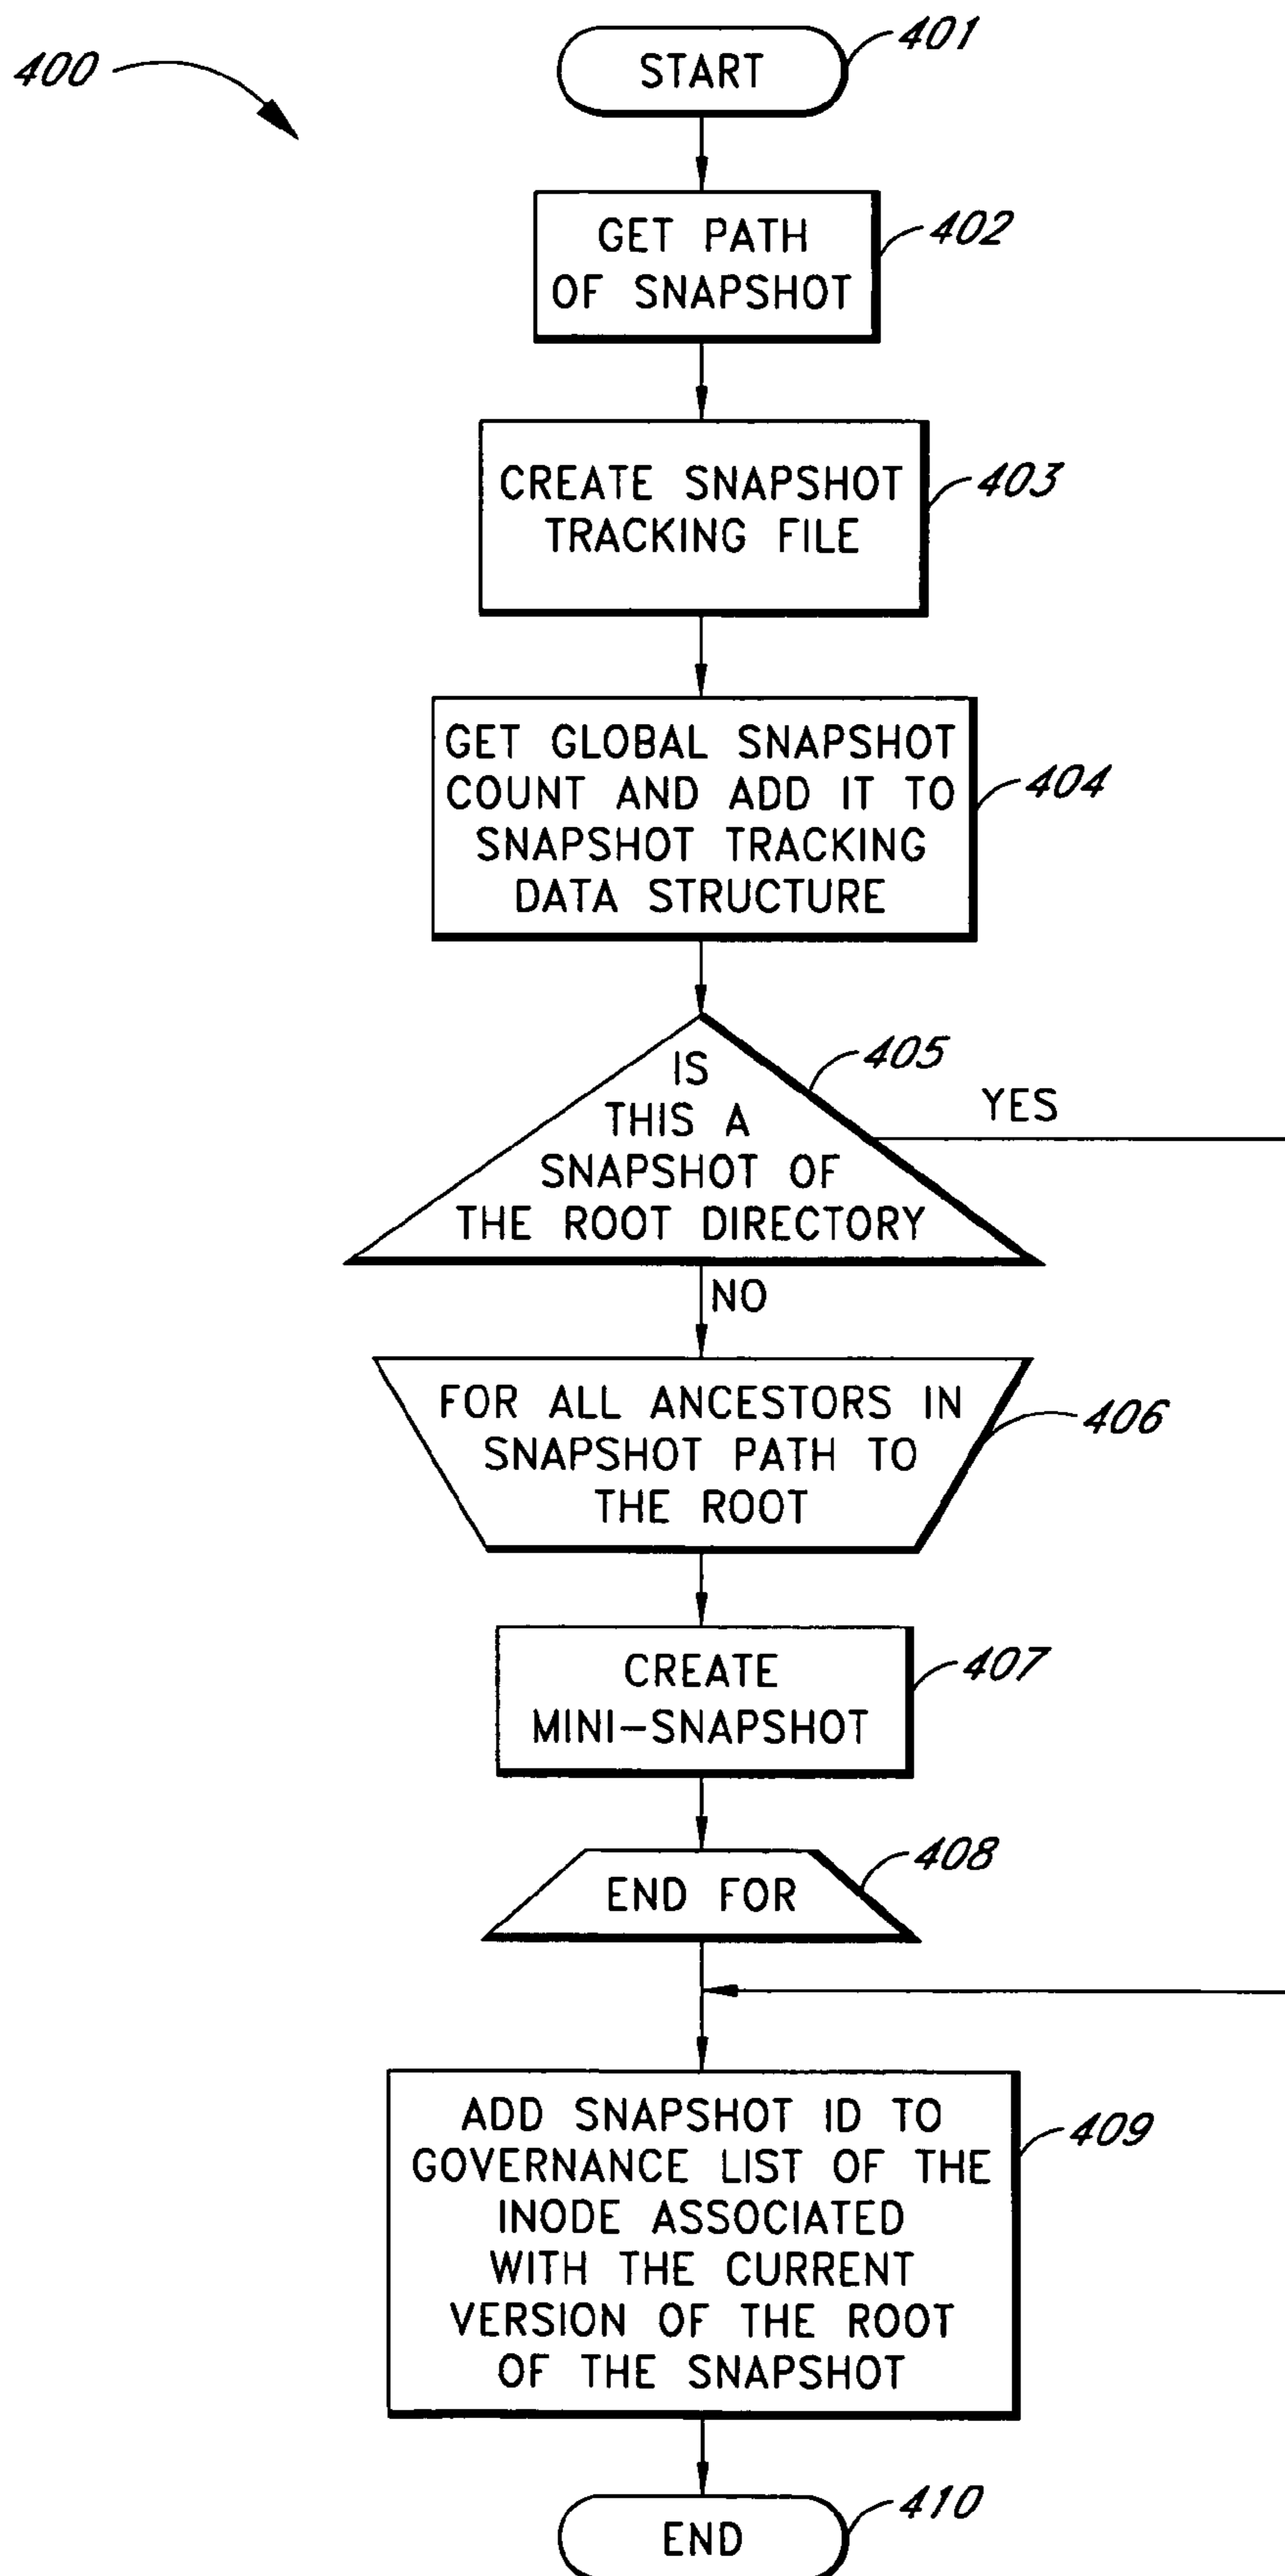 400
START
401
GET PATH
OF SNAPSHOT
402
CREATE SNAPSHOT
TRACKING FILE
403
GET GLOBAL SNAPSHOT
COUNT AND ADD IT TO
SNAPSHOT TRACKING
DATA STRUCTURE
404
IS
THIS A
SNAPSHOT OF
THE ROOT DIRECTORY
405
YES
NO
FOR ALL ANCESTORS IN
SNAPSHOT PATH TO
THE ROOT
406
CREATE
MINI-SNAPSHOT
407
END FOR
408
ADD SNAPSHOT ID TO
GOVERNANCE LIST OF THE
INODE ASSOCIATED
WITH THE CURRENT
VERSION OF THE ROOT
OF THE SNAPSHOT
409
END
410